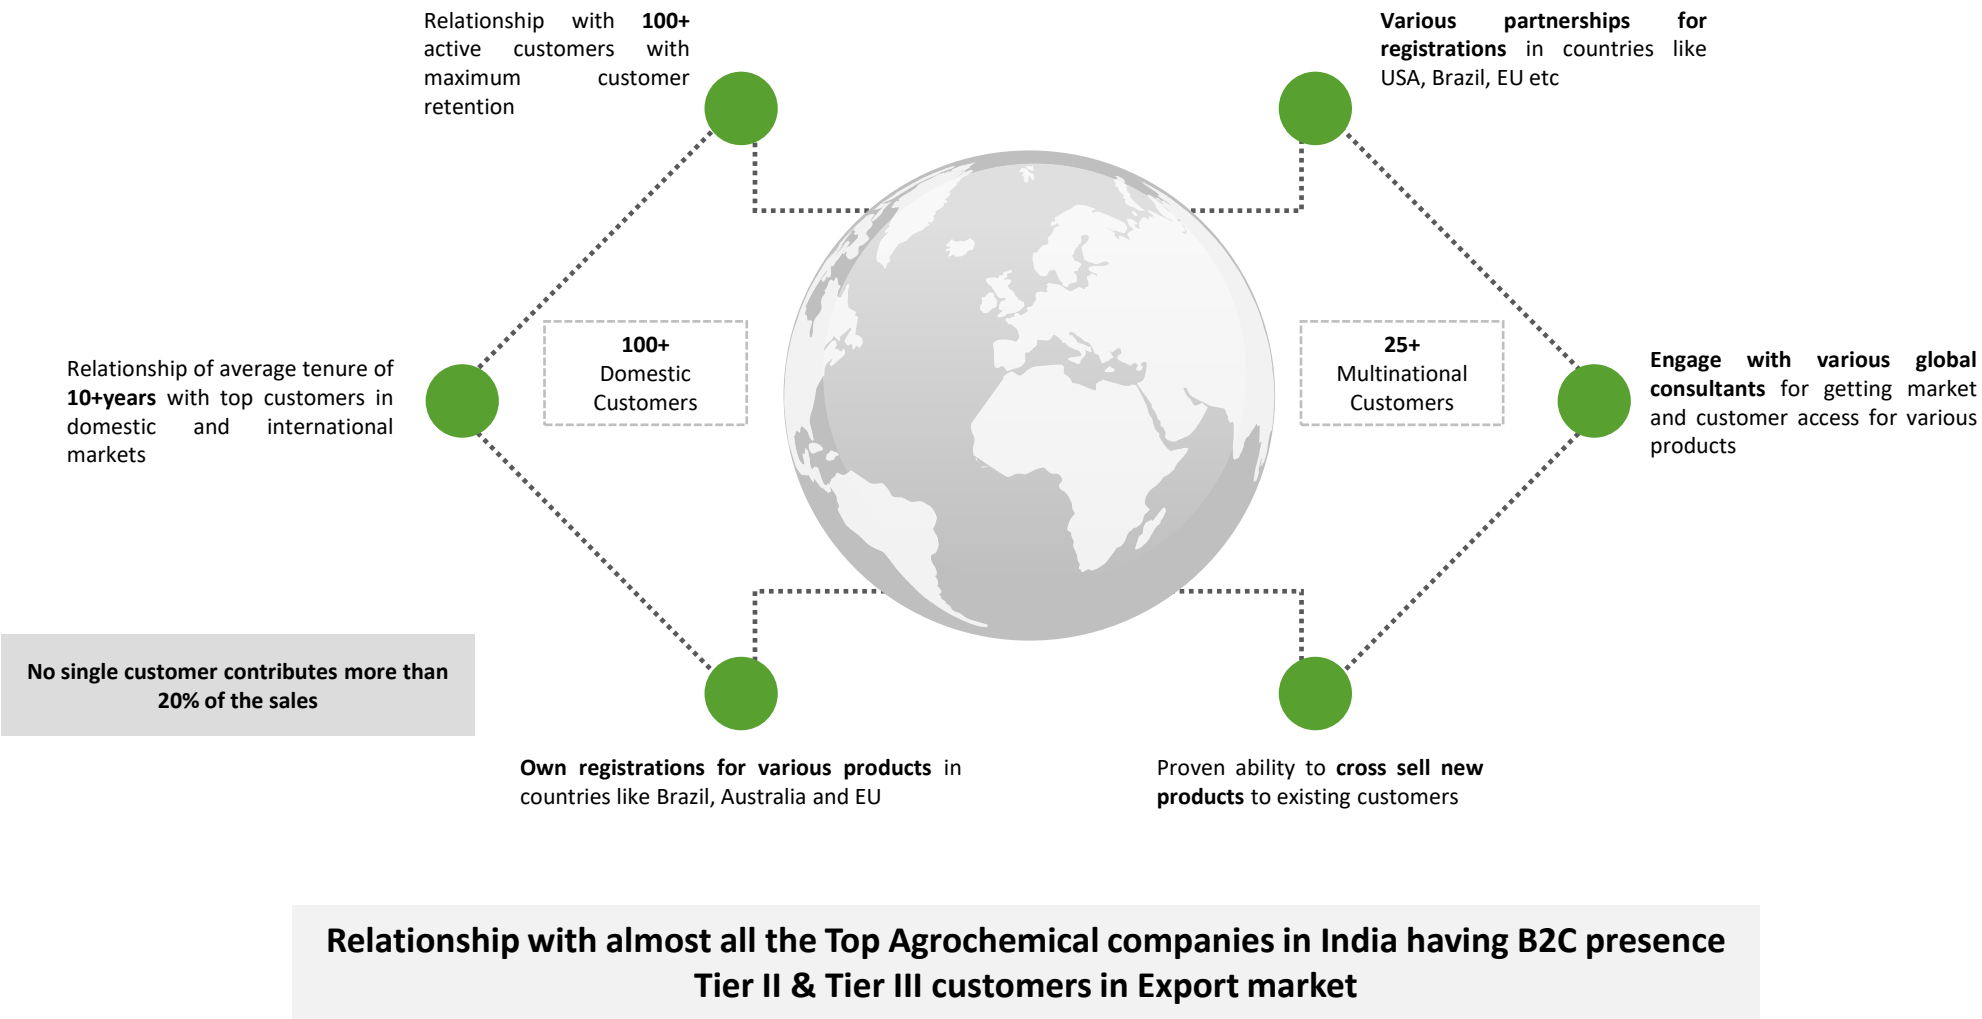 Relationship with 100+
active customers with
maximum customer
retention
Various partnerships for
registrations in countries like
USA, Brazil, EU etc
Relationship of average tenure of
10+years with top customers in
domestic and international
markets
100+
Domestic
Customers
25+
Multinational
Customers
Engage with various global
consultants for getting market
and customer access for various
products
No single customer contributes more than
20% of the sales
Own registrations for various products in
countries like Brazil, Australia and EU
Proven ability to cross sell new
products to existing customers
Relationship with almost all the Top Agrochemical companies in India having B2C presence
Tier II & Tier III customers in Export market